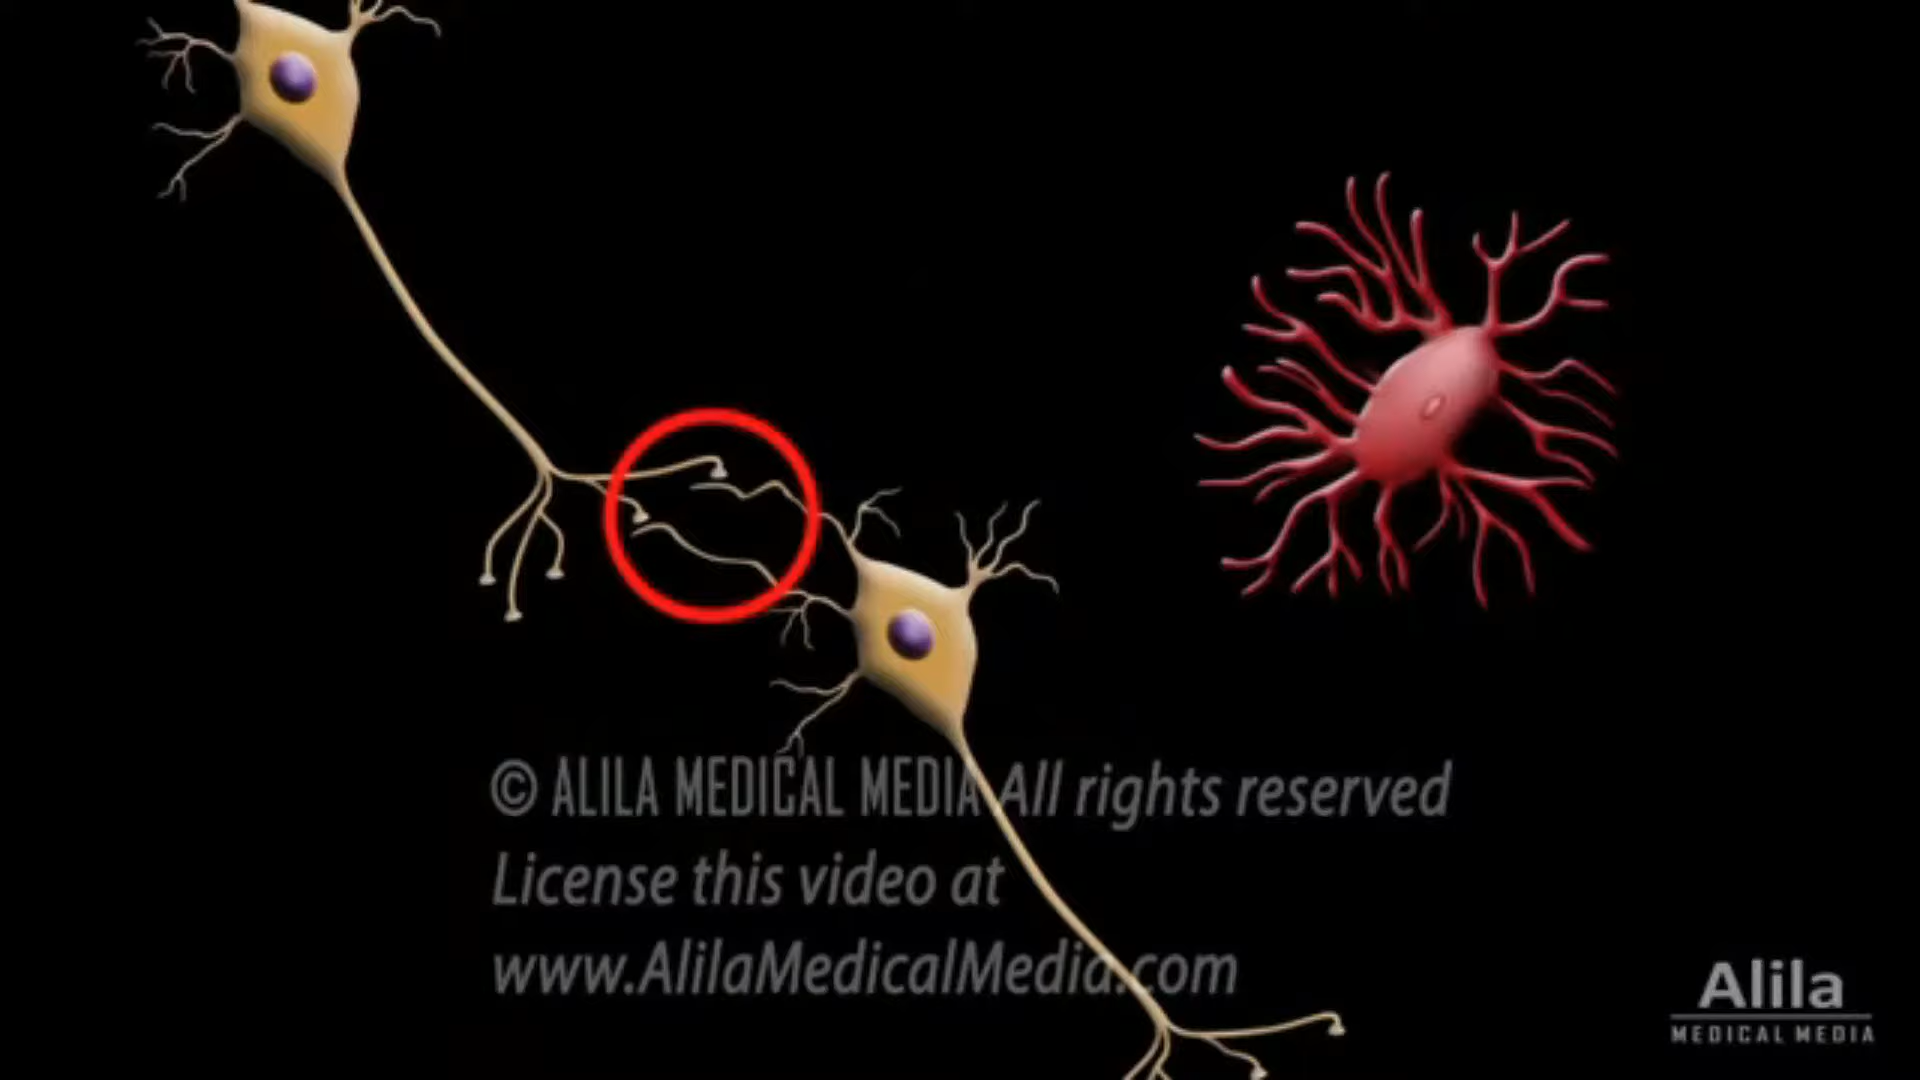 © ALILA MEDICAL MEDIA All rights reserved
License this video at
www.AlilaMedicalMedia.com
Alila
MEDICAL MEDIA